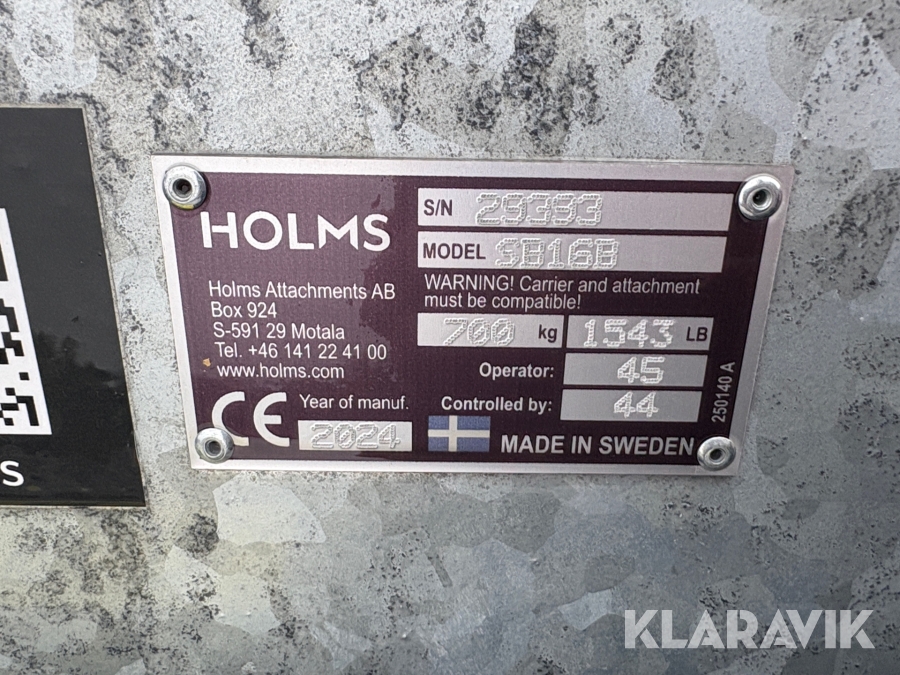 HOLMS
Holms Attachments AB
Box 924
S-591 29 Motala
Tel. +46 141 22 41 00
www.holms.com
CE
Year of manuf.
2024
S/N 29393
MODEL SB16B
WARNING! Carrier and attachment
must be compatible!
700 kg 1543 LB
Operator: 45
Controlled by: 44
MADE IN SWEDEN
250140 A
S
KLARAVIK